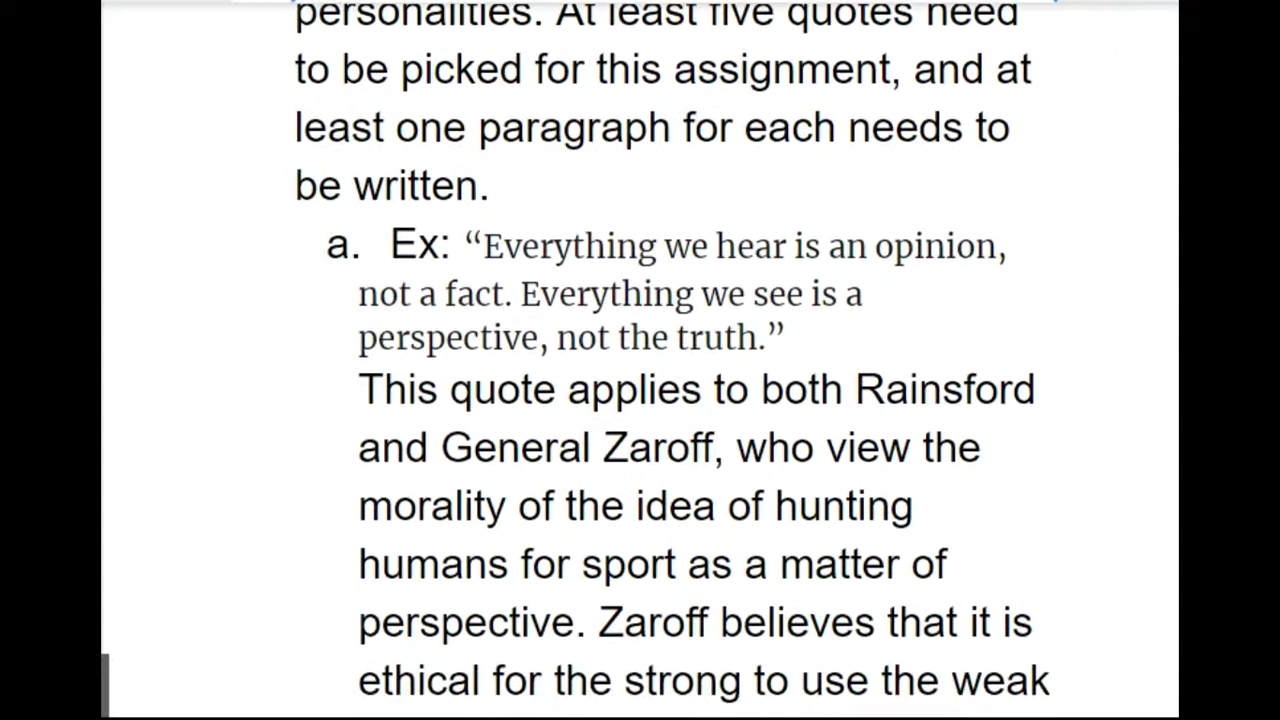 personalities. At least five quotes need
to be picked for this assignment, and at
least one paragraph for each needs to
be written.
a. Ex: “Everything we hear is an opinion,
not a fact. Everything we see is a
perspective, not the truth.”
This quote applies to both Rainsford
and General Zaroff, who view the
morality of the idea of hunting
humans for sport as a matter of
perspective. Zaroff believes that it is
ethical for the strong to use the weak